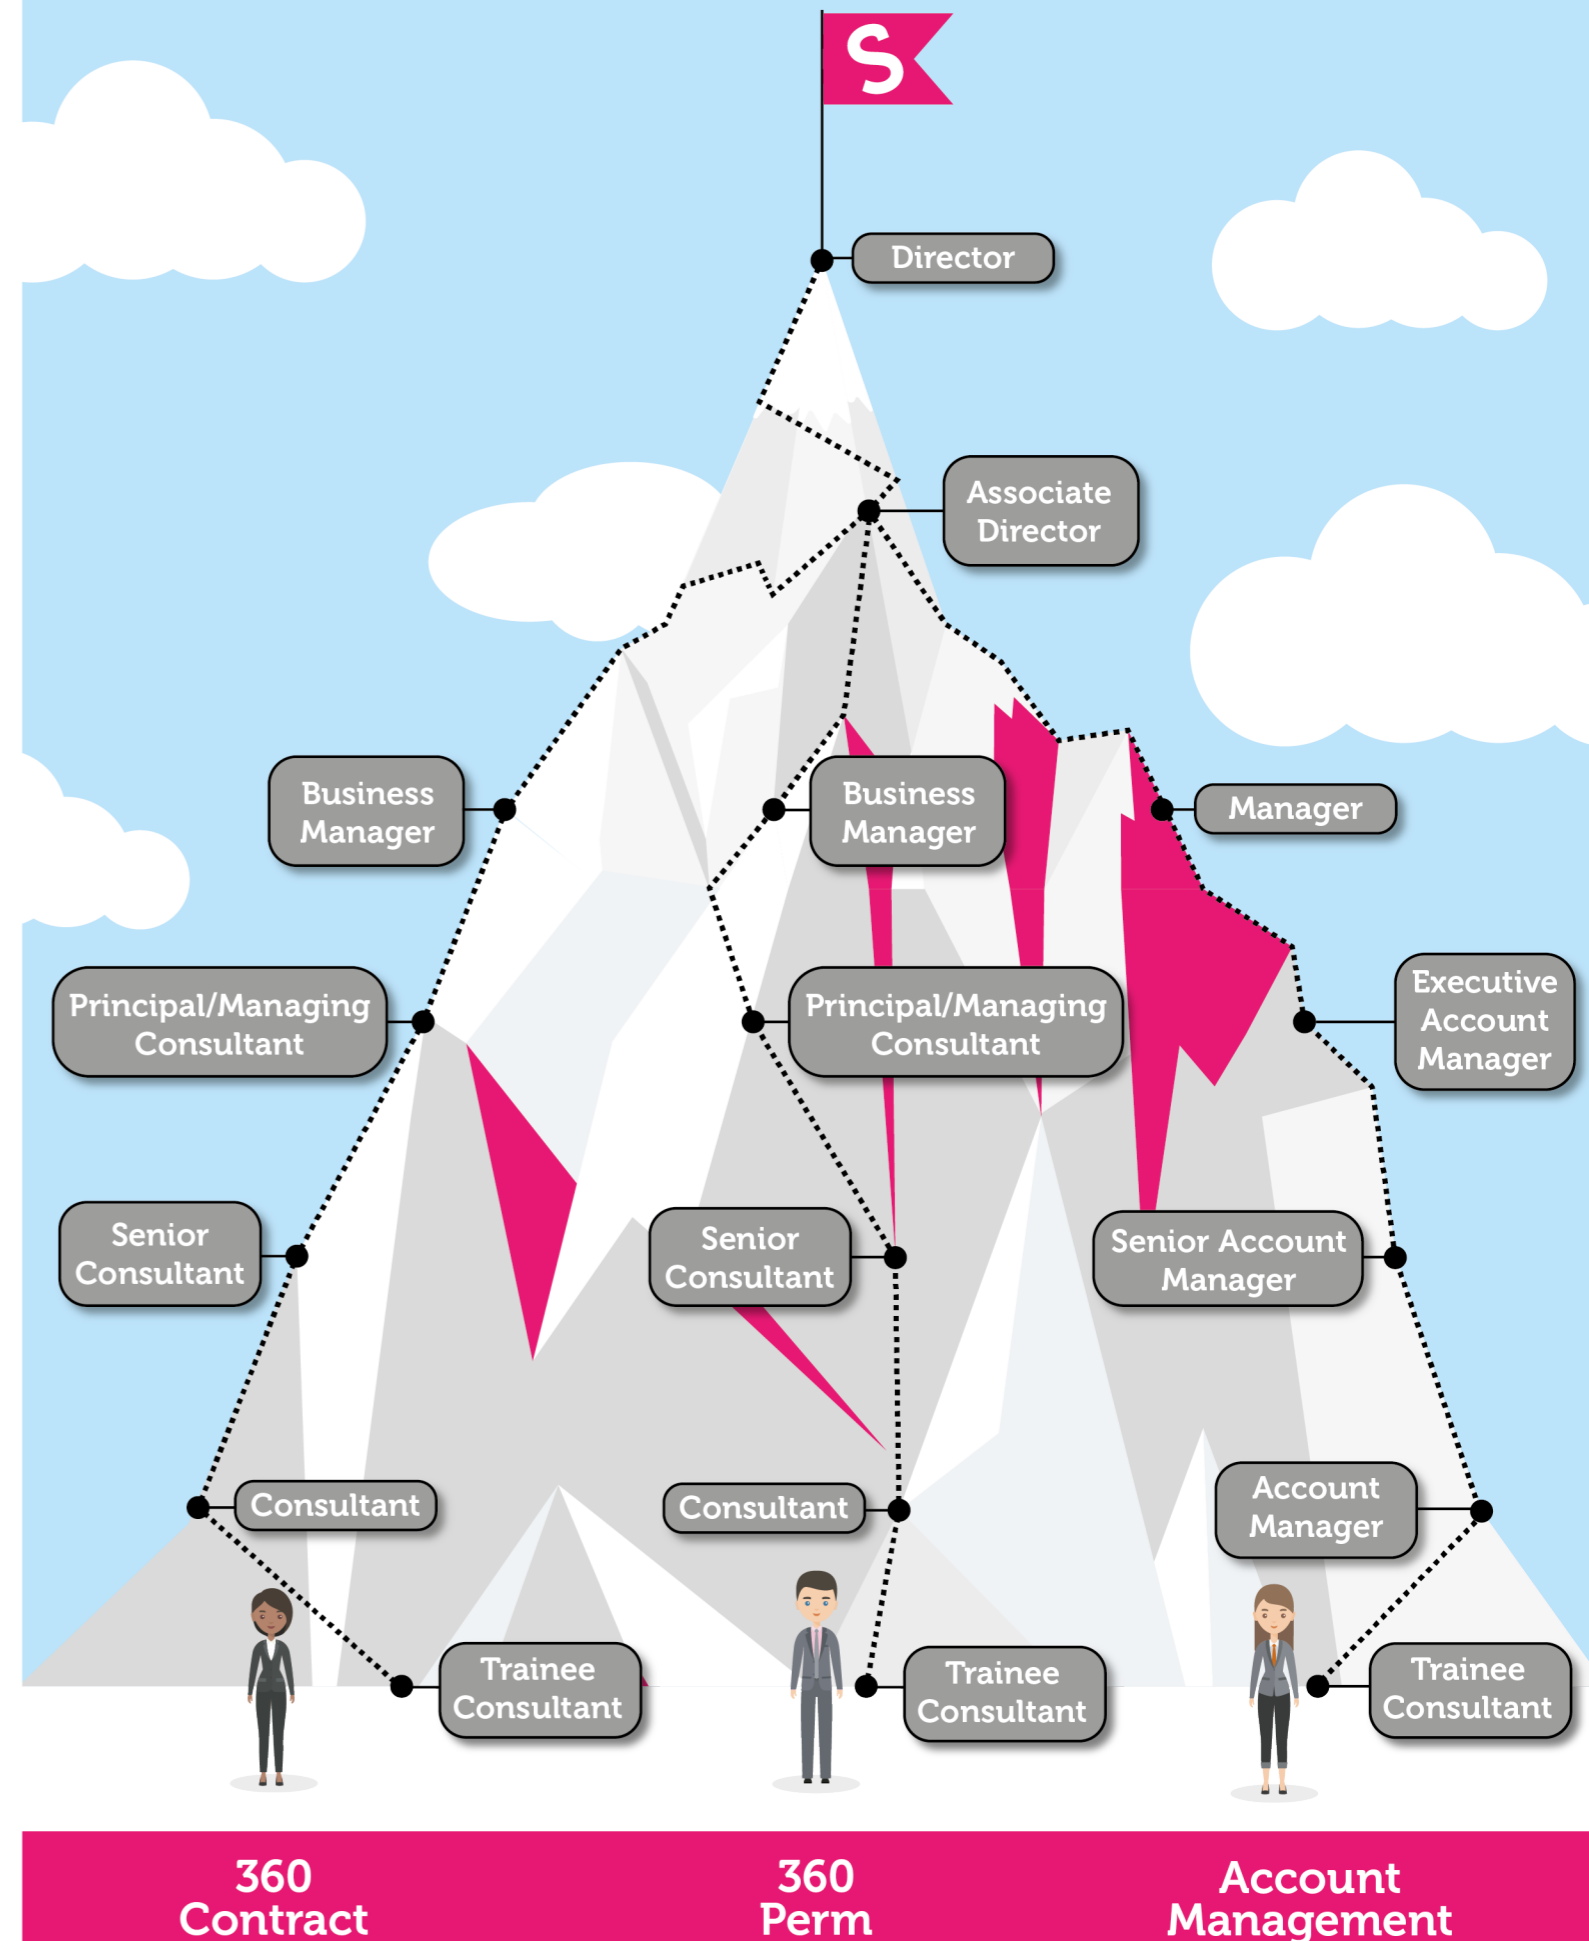 S
Director
Associate
Director
Business
Manager
Business
Manager
Manager
Principal/Managing
Consultant
Principal/Managing
Consultant
Executive
Account
Manager
Senior
Consultant
Senior
Consultant
Senior Account
Manager
Consultant
Consultant
Account
Manager
Trainee
Consultant
Trainee
Consultant
Trainee
Consultant
360
Contract
360
Perm
Account
Management